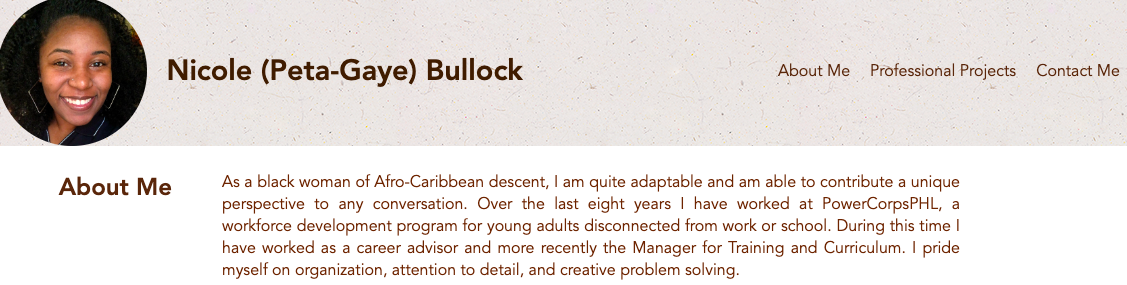 Nicole (Peta-Gaye) Bullock
About Me Professional Projects Contact Me
About Me
As a black woman of Afro-Caribbean descent, I am quite adaptable and am able to contribute a unique
perspective to any conversation. Over the last eight years I have worked at PowerCorpsPHL, a
workforce development program for young adults disconnected from work or school. During this time I
have worked as a career advisor and more recently the Manager for Training and Curriculum. I pride
myself on organization, attention to detail, and creative problem solving.